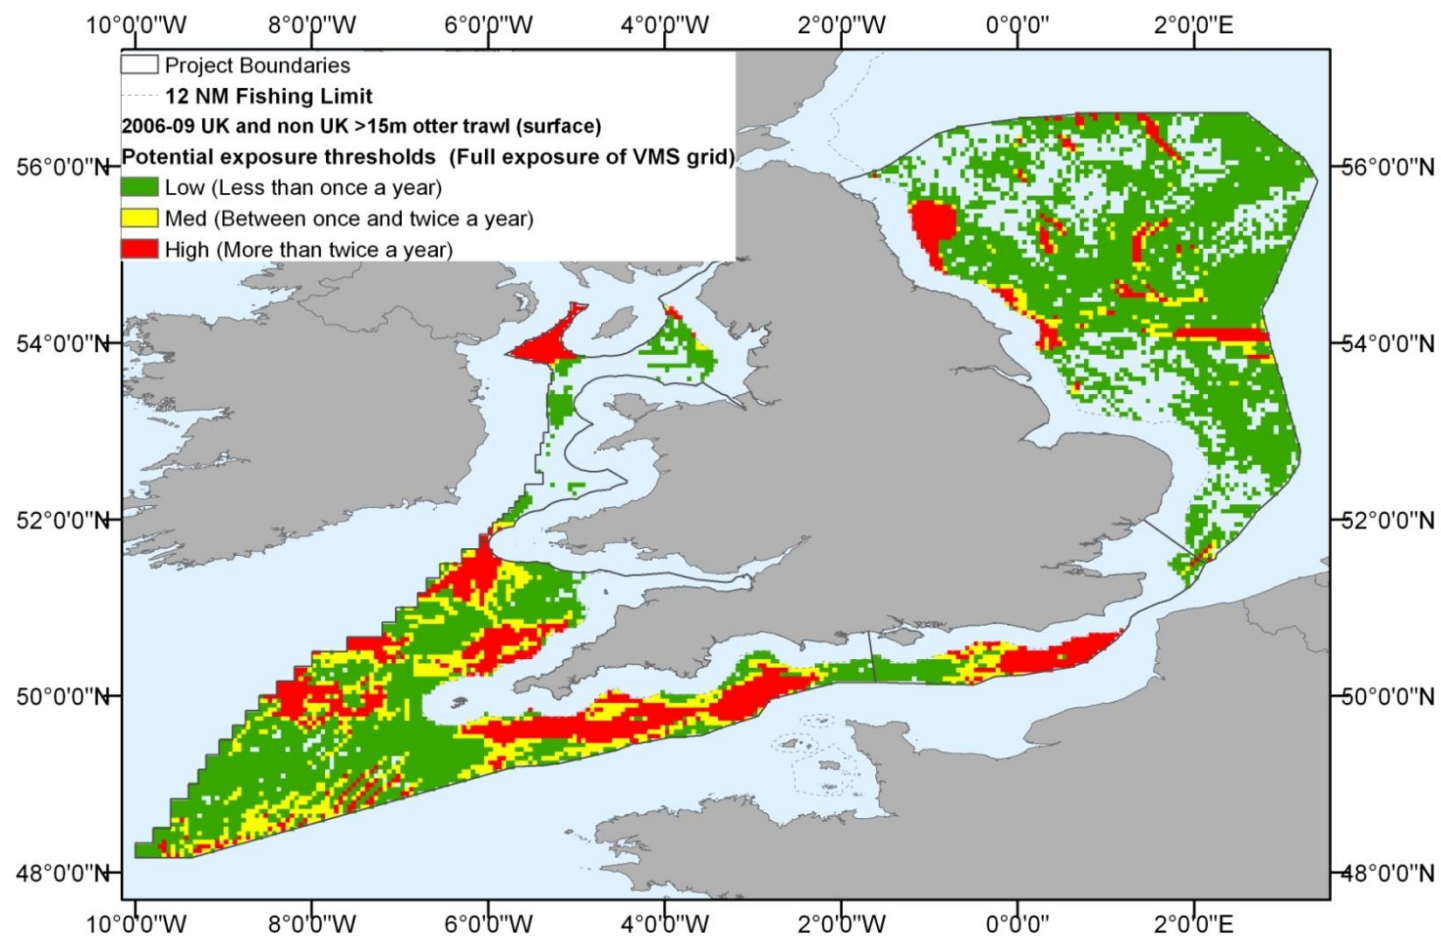 10°0'0"W 8°0'0"W 6°0'0"W 4°0'0"W 2°0'0"W 0°0'0" 2°0'0"E
Project Boundaries
12 NM Fishing Limit
2006-09 UK and non UK >15m otter trawl (surface)
Potential exposure thresholds (Full exposure of VMS grid)
56°0'0"N 56°0'0"N
Low (Less than once a year)
Med (Between once and twice a year)
High (More than twice a year)
54°0'0"N 54°0'0"N
52°0'0"N 52°0'0"N
50°0'0"N 50°0'0"N
48°0'0"N 48°0'0"N
10°0'0"W 8°0'0"W 6°0'0"W 4°0'0"W 2°0'0"W 0°0'0" 2°0'0"E